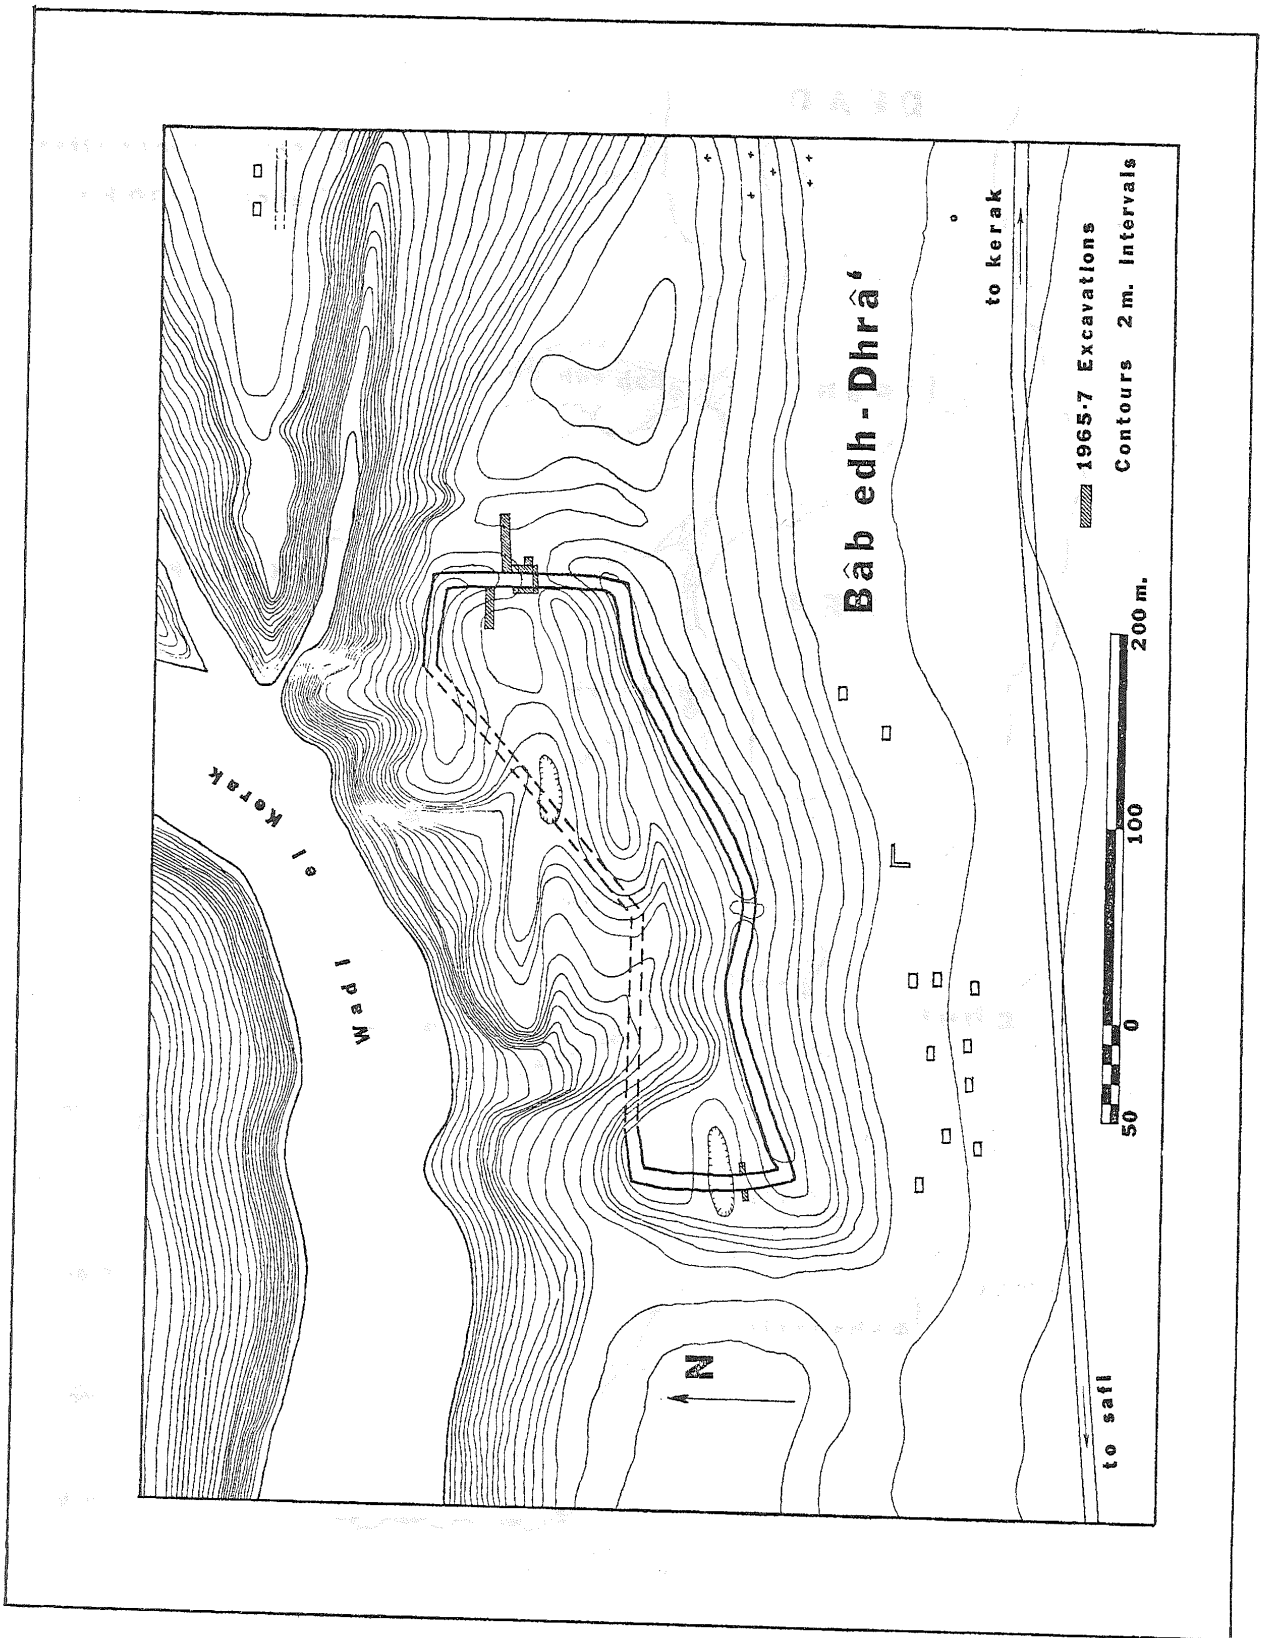 Wadi el Kerak
Bâb edh-Dhrâ‘
to kerak
1965-7 Excavations
Contours 2 m. Intervals
N
50 0 100 200 m.
to safi